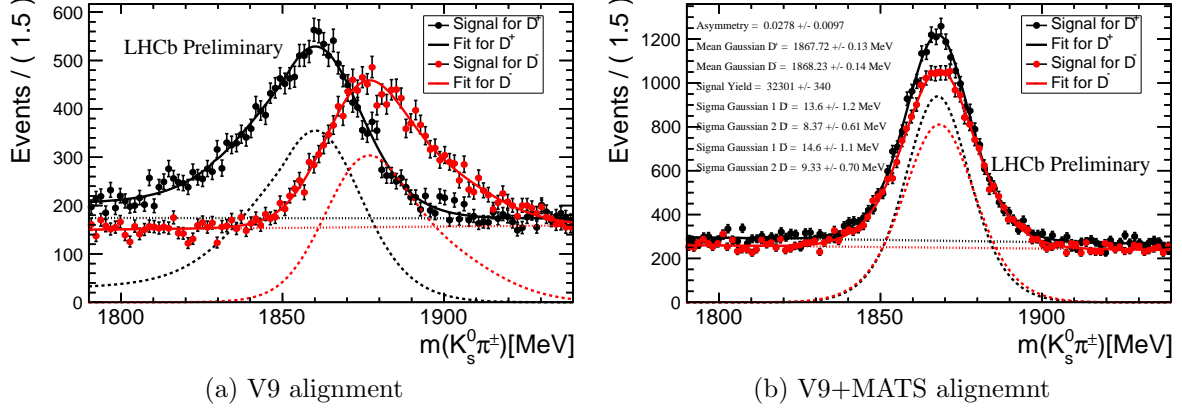 Events / ( 1.5 )
600
500
400
300
200
100
0
1800
1850
1900
m(K_s^0π^±)[MeV]
LHCb Preliminary
Signal for D^+
Fit for D^+
Signal for D^-
Fit for D^-
(a) V9 alignment
Events / ( 1.5 )
1200
1000
800
600
400
200
0
1800
1850
1900
m(K_s^0π^±)[MeV]
Asymmetry = 0.0278 +/- 0.0097
Mean Gaussian D^+ = 1867.72 +/- 0.13 MeV
Mean Gaussian D^- = 1868.23 +/- 0.14 MeV
Signal Yield = 32301 +/- 340
Sigma Gaussian 1 D^+ = 13.6 +/- 1.2 MeV
Sigma Gaussian 2 D^+ = 8.37 +/- 0.61 MeV
Sigma Gaussian 1 D^- = 14.6 +/- 1.1 MeV
Sigma Gaussian 2 D^- = 9.33 +/- 0.70 MeV
LHCb Preliminary
Signal for D^+
Fit for D^+
Signal for D^-
Fit for D^-
(b) V9+MATS alignemnt